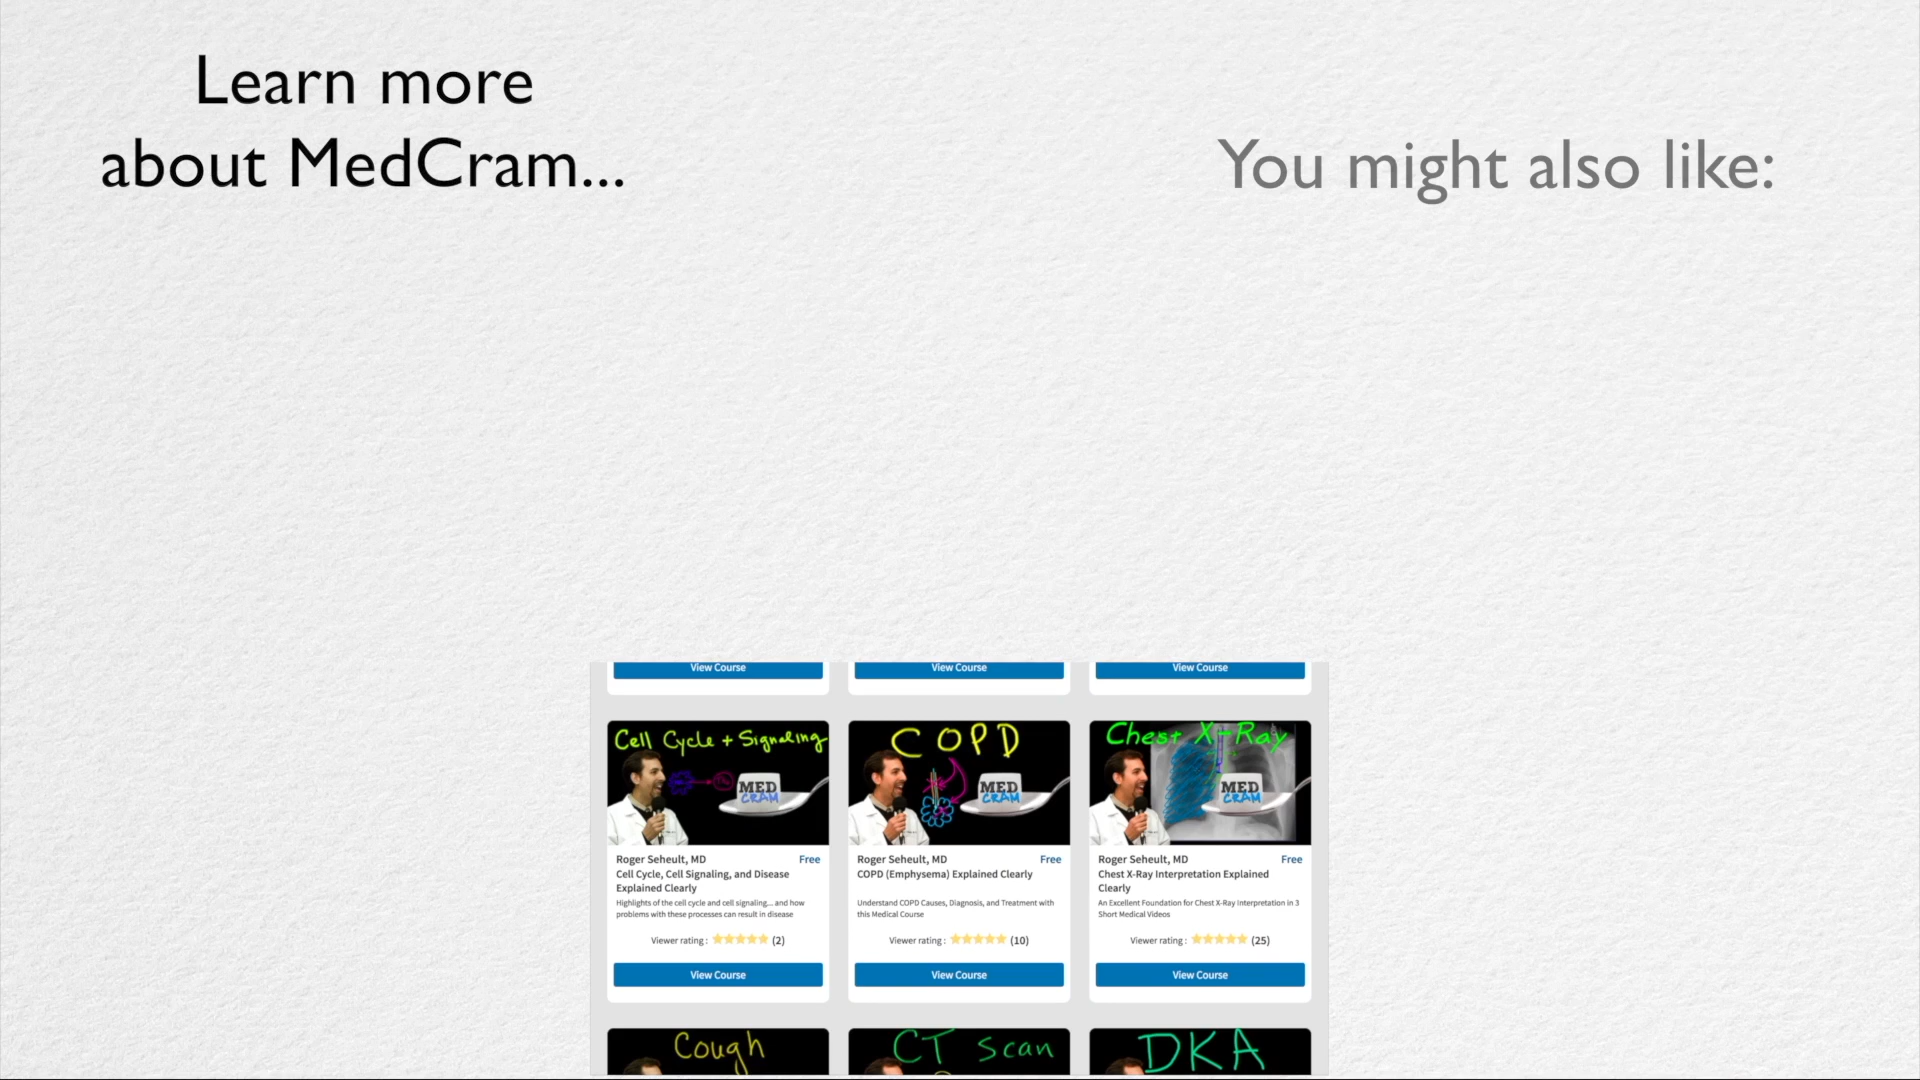 Learn more
about MedCram...
You might also like:
View Course
View Course
View Course
Cell Cycle + Signaling
MED
CRAM
Roger Seheult, MD
Free
Cell Cycle, Cell Signaling, and Disease
Explained Clearly
Highlights of the cell cycle and cell signaling... and how
problems with these processes can result in disease
Viewer rating :
(2)
View Course
COPD
MED
CRAM
Roger Seheult, MD
Free
COPD (Emphysema) Explained Clearly
Understand COPD Causes, Diagnosis, and Treatment with
this Medical Course
Viewer rating :
(10)
View Course
Chest X-Ray
MED
CRAM
Roger Seheult, MD
Free
Chest X-Ray Interpretation Explained
Clearly
An Excellent Foundation for Chest X-Ray Interpretation in 3
Short Medical Videos
Viewer rating :
(25)
View Course
Cough
CT Scan
DKA